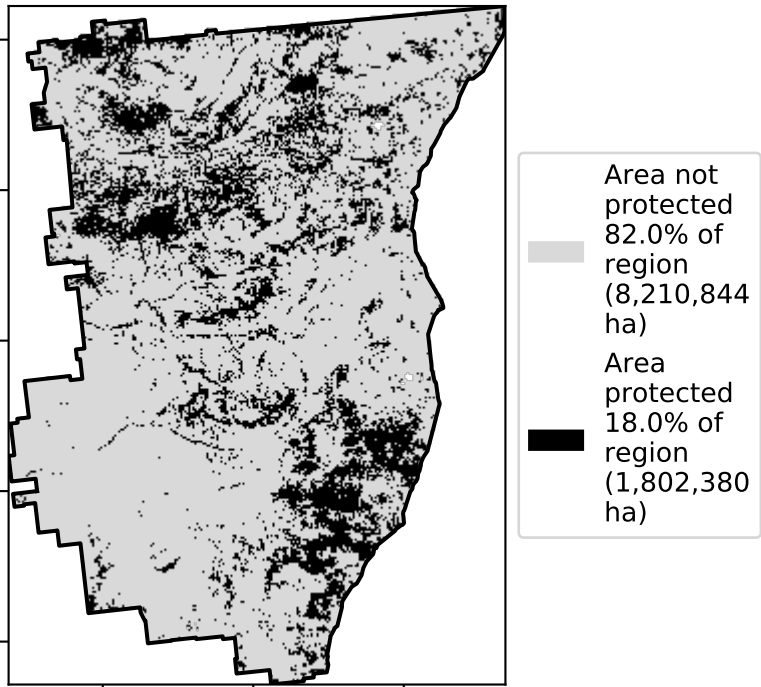 Area not
protected
82.0% of
region
(8,210,844
ha)
Area
protected
18.0% of
region
(1,802,380
ha)